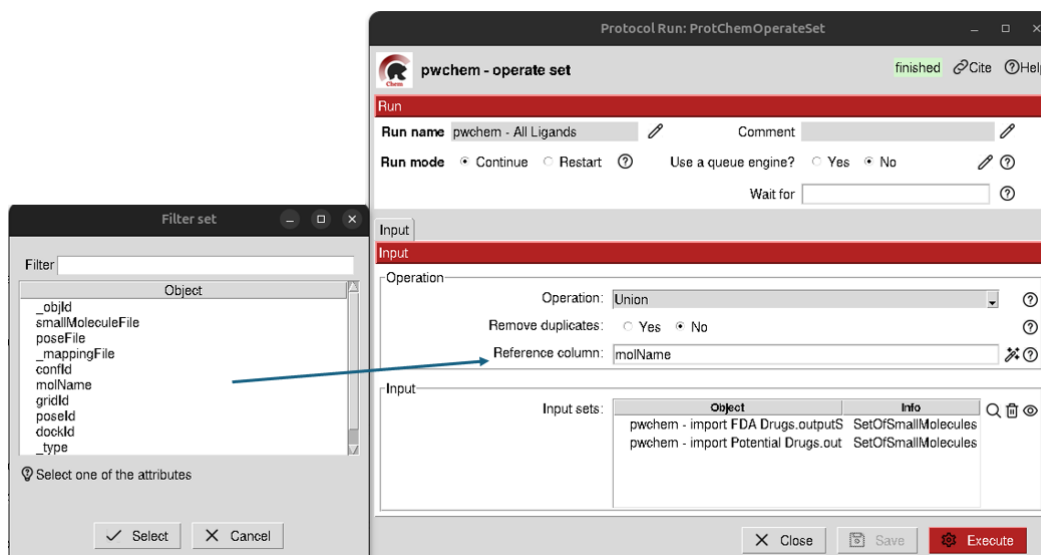 Protocol Run: ProtChemOperateSet
Chem
pwchem - operate set
finished Cite Help
Run
Run name pwchem - All Ligands Comment
Run mode Continue Restart Use a queue engine? Yes No
Wait for
Filter set
Filter
Object
_objId
smallMoleculeFile
poseFile
_mappingFile
confId
molName
gridId
poseId
dockId
_type
Select one of the attributes
Select Cancel
Input
Input
Operation
Operation: Union
Remove duplicates: Yes No
Reference column: molName
Input
Input sets: Object Info
pwchem - import FDA Drugs.outputS SetOfSmallMolecules
pwchem - import Potential Drugs.out SetOfSmallMolecules
Close Save Execute